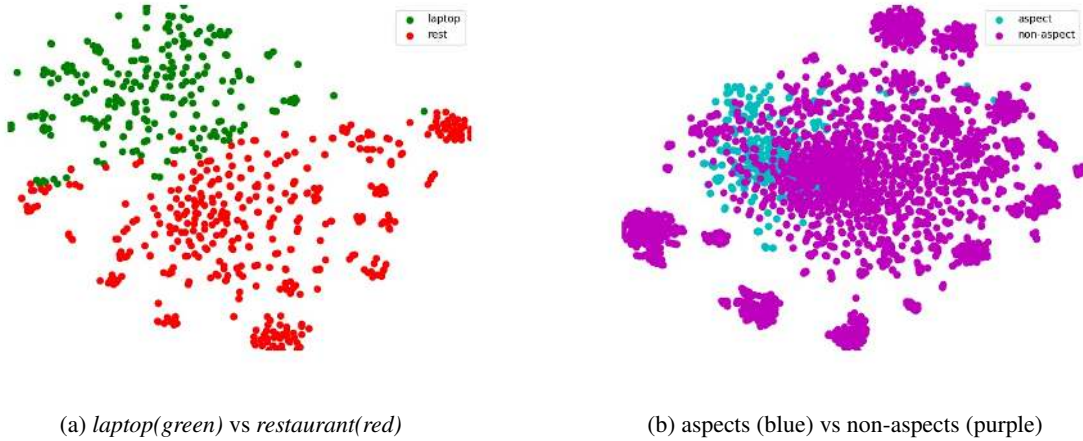 laptop
rest
aspect
non-aspect
(a) laptop(green) vs restaurant(red)
(b) aspects (blue) vs non-aspects (purple)